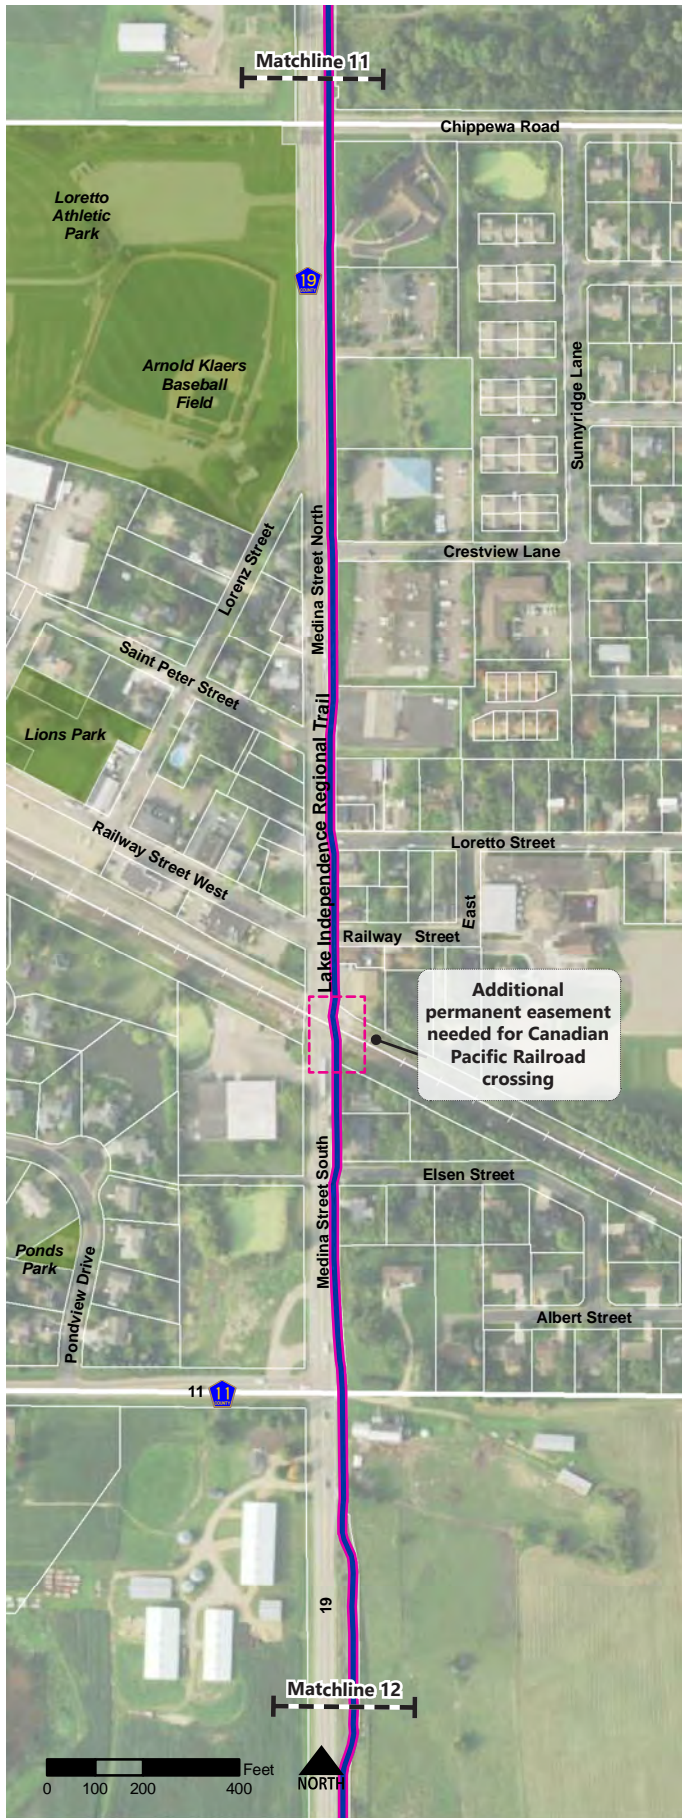 Matchline 11
Chippewa Road
Loretto
Athletic
Park
19
COUNTY
Arnold Klaers
Baseball
Field
Sunnyridge Lane
Medina Street North
Lorenz Street
Crestview Lane
Saint Peter Street
Lions Park
Lake Independence Regional Trail
Railway Street West
Loretto Street
East
Railway Street
Additional
permanent easement
needed for Canadian
Pacific Railroad
crossing
Medina Street South
Elsen Street
Ponds
Park
Pondview Drive
Albert Street
11
11
COUNTY
19
Matchline 12
Feet
0 100 200 400
NORTH